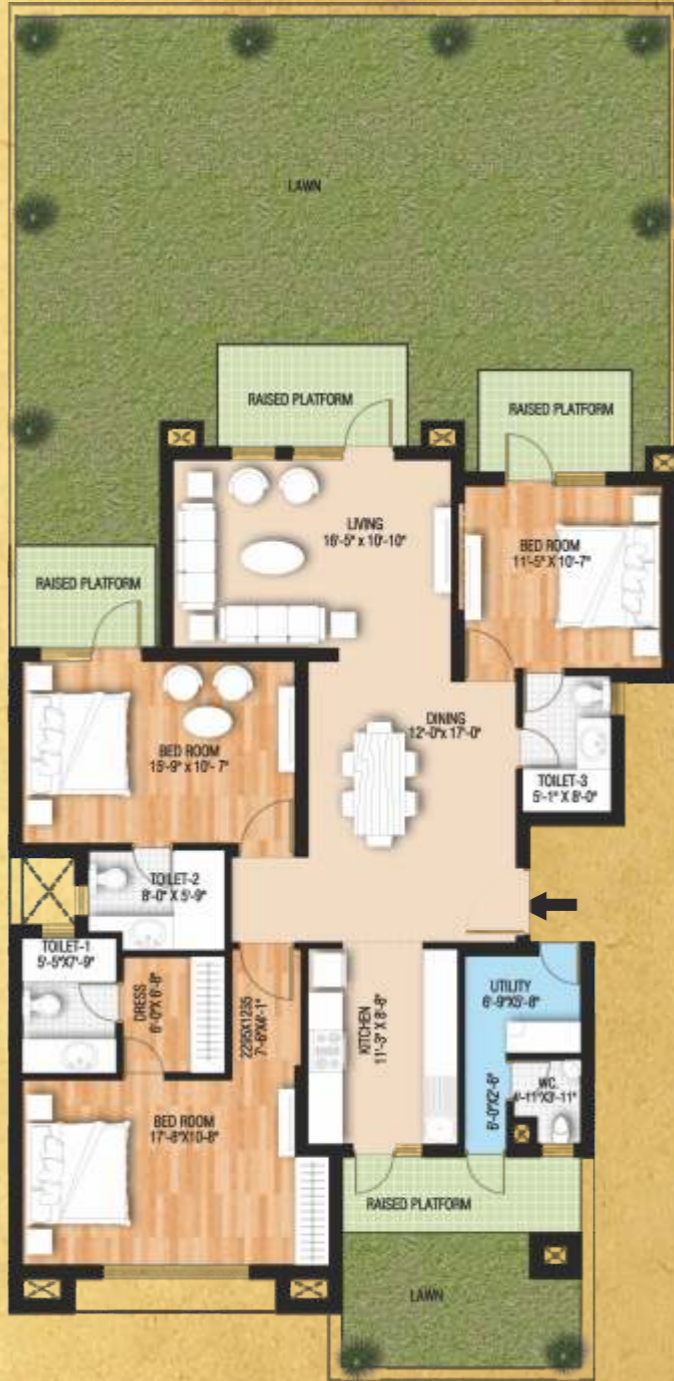 LAWN
RAISED PLATFORM
RAISED PLATFORM
LIVING
16'-5" x 10'-10"
BED ROOM
11'-5" X 10'-7"
RAISED PLATFORM
DINING
12'-0"x 17'-0"
BED ROOM
15'-9" x 10'- 7"
TOILET-3
5'-1" X 8'-0"
TOILET-2
8'-0" X 5'-9"
TOILET-1
5'-5"X7'-9"
DRESS
6'-0"X 6'-8"
2295X1235
7'-6"X4'-1"
KITCHEN
11'-3" X 8'-8"
UTILITY
6'-9"X5'-8"
6'-0"X2'-6"
WC.
4'-11"X3'-11"
BED ROOM
17'-8"X10'-8"
RAISED PLATFORM
LAWN